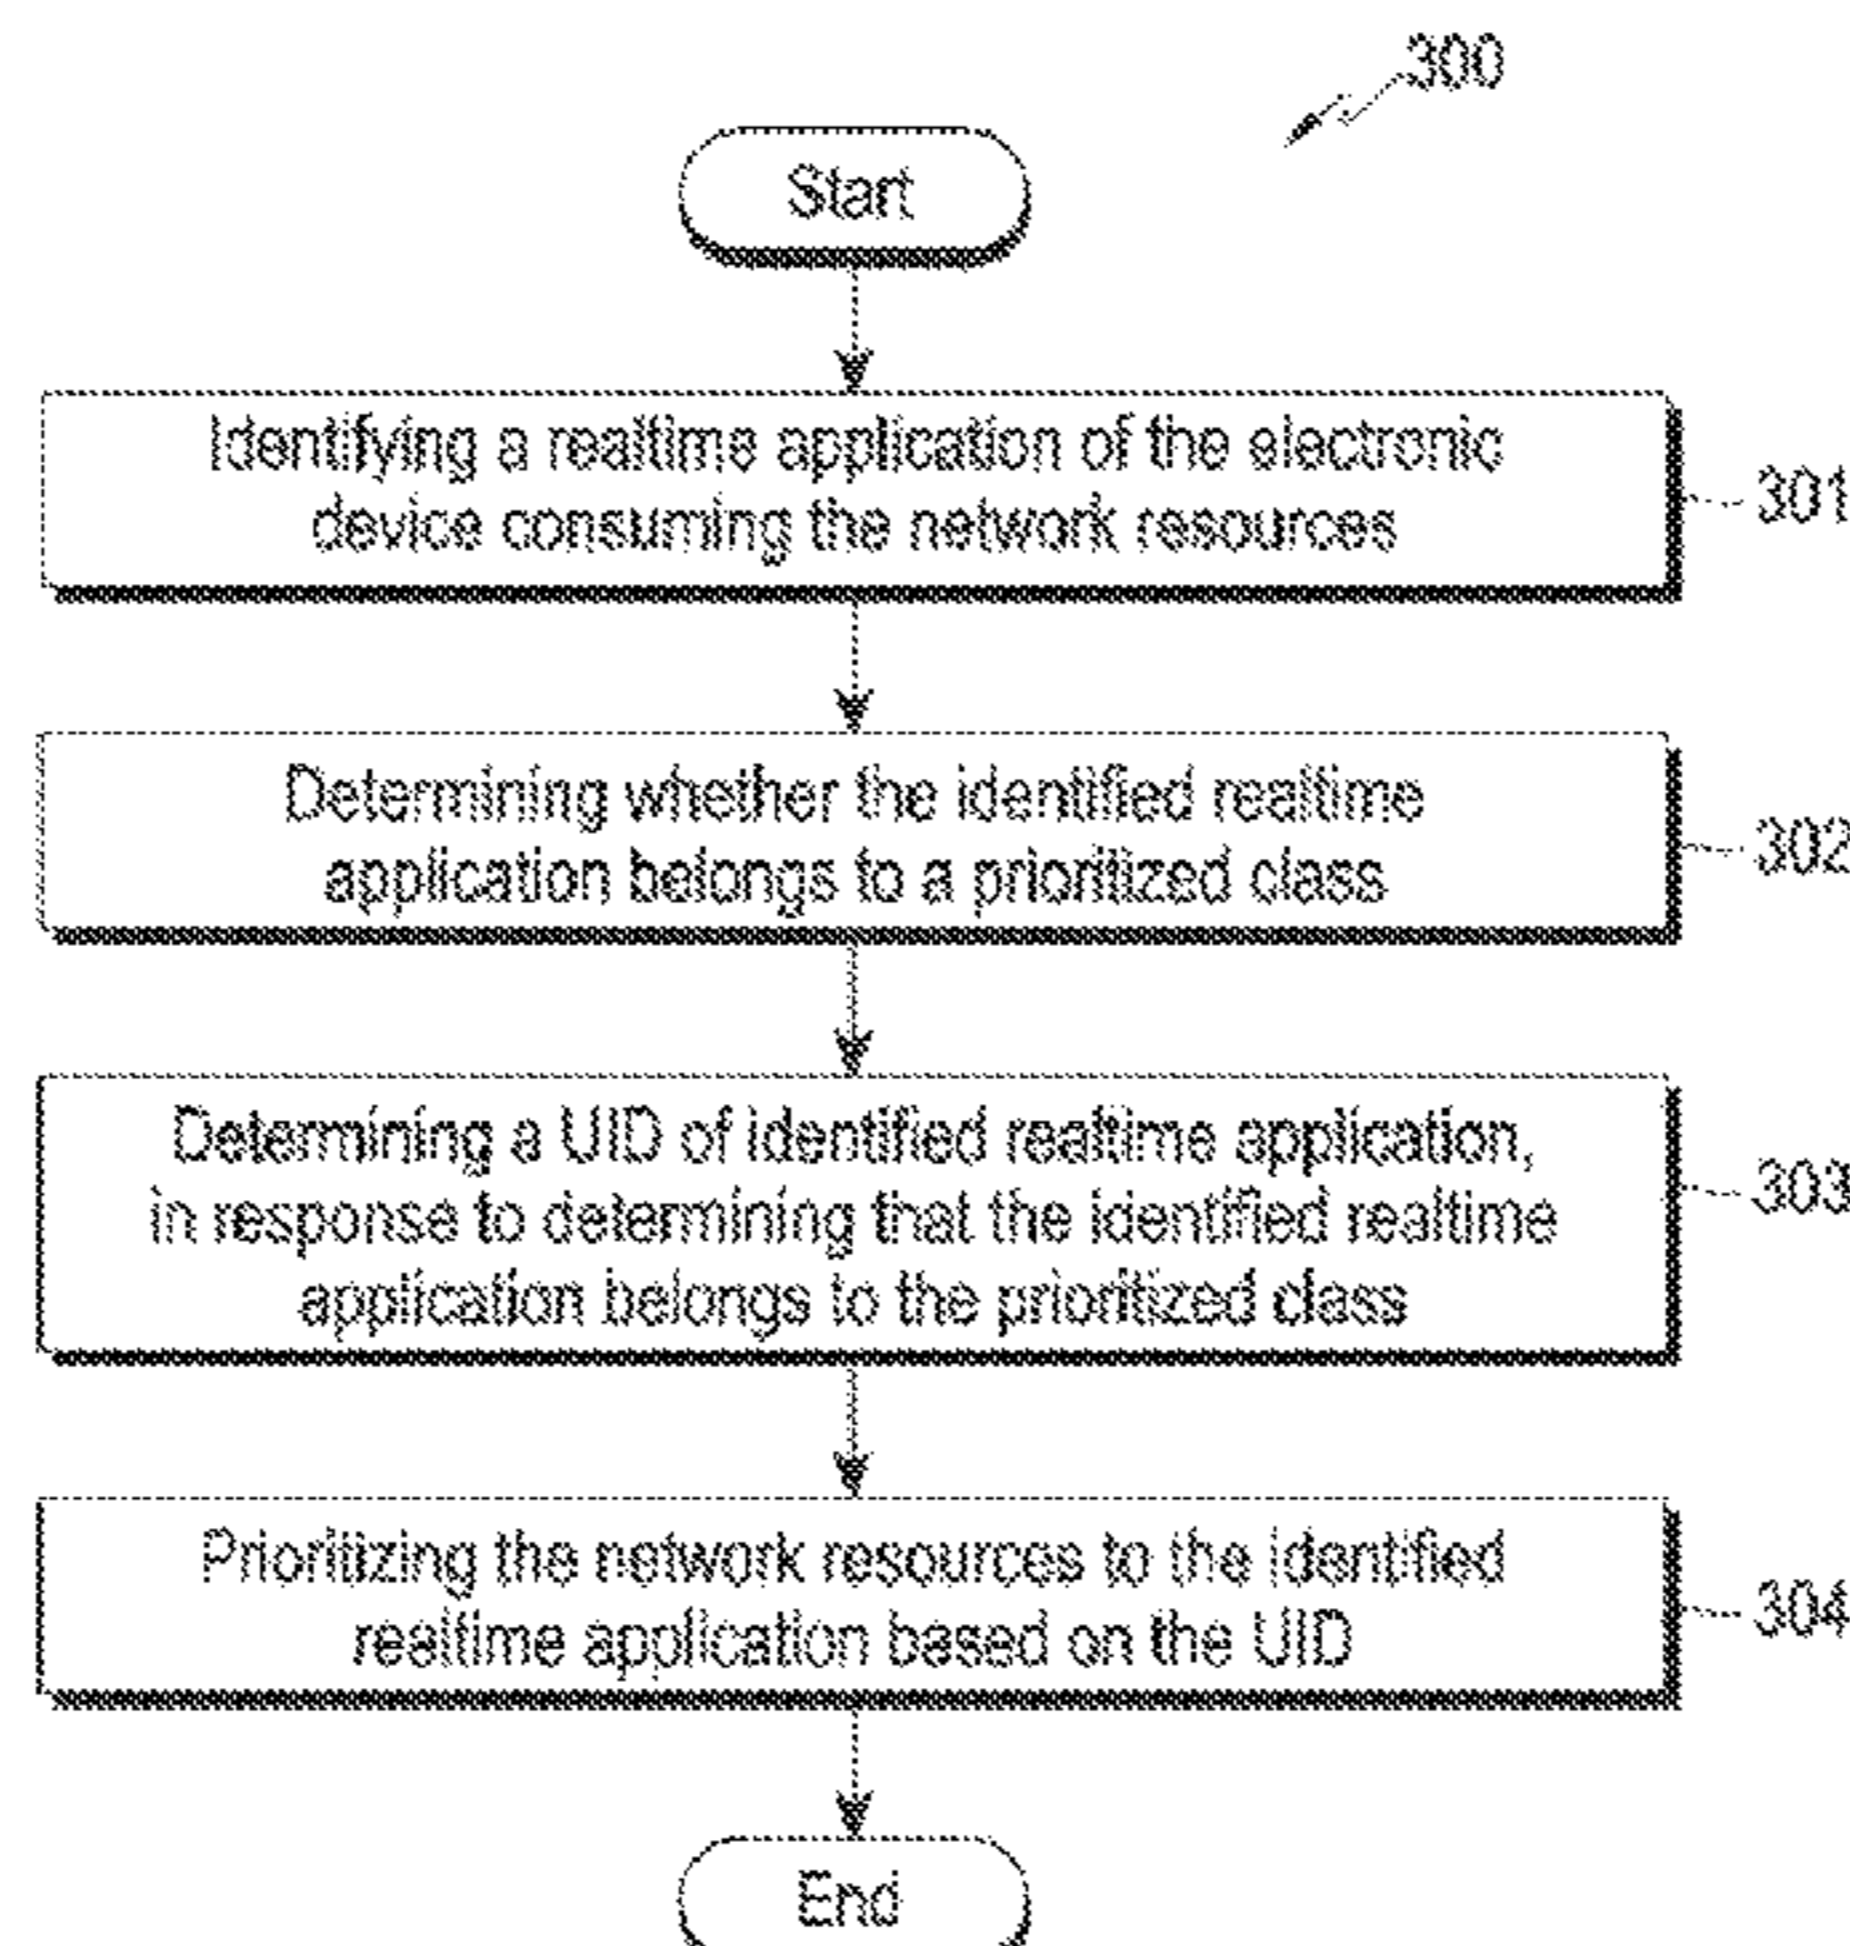 300
Start
Identifying a realtime application of the electronic
device consuming the network resources
301
Determining whether the identified realtime
application belongs to a prioritized class
302
Determining a UID of identified realtime application,
in response to determining that the identified realtime
application belongs to the prioritized class
303
Prioritizing the network resources to the identified
realtime application based on the UID
304
End